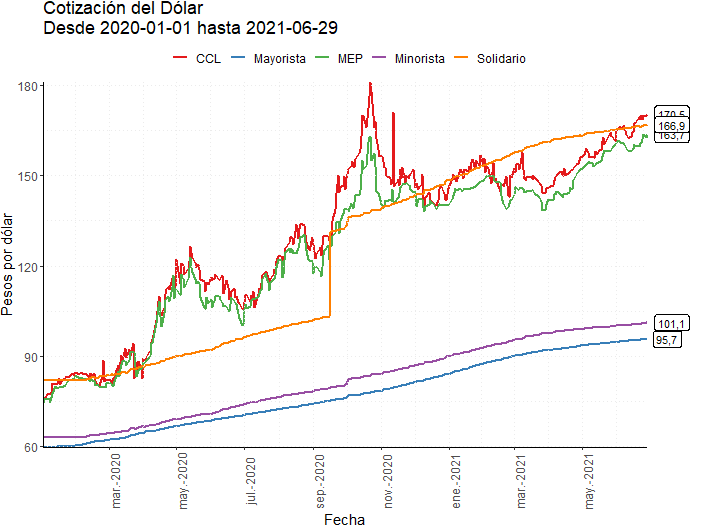 Cotización del Dólar
Desde 2020-01-01 hasta 2021-06-29
CCL Mayorista MEP Minorista Solidario
Pesos por dólar
180
150
120
90
60
170,5
166,9
163,7
101,1
95,7
mar.-2020
may.-2020
jul.-2020
sep.-2020
nov.-2020
ene.-2021
mar.-2021
may.-2021
Fecha